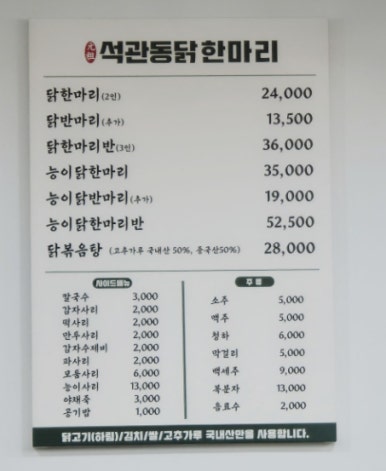 元祖 석관동닭한마리
닭한마리(2인) 24,000
닭반마리(추가) 13,500
닭한마리반(3인) 36,000
능이닭한마리 35,000
능이닭반마리(추가) 19,000
능이닭한마리반 52,500
닭볶음탕 (고추가루 국내산 50%, 중국산50%) 28,000
사이드메뉴
칼국수 3,000
감자사리 2,000
떡사리 2,000
만두사리 2,000
감자수제비 2,000
파사리 2,000
모듬사리 6,000
능이사리 13,000
야채죽 3,000
공기밥 1,000
주 류
소주 5,000
맥주 5,000
청하 6,000
막걸리 5,000
백세주 9,000
복분자 13,000
음료수 2,000
닭고기(하림)/김치/쌀/고추가루 국내산만을 사용합니다.